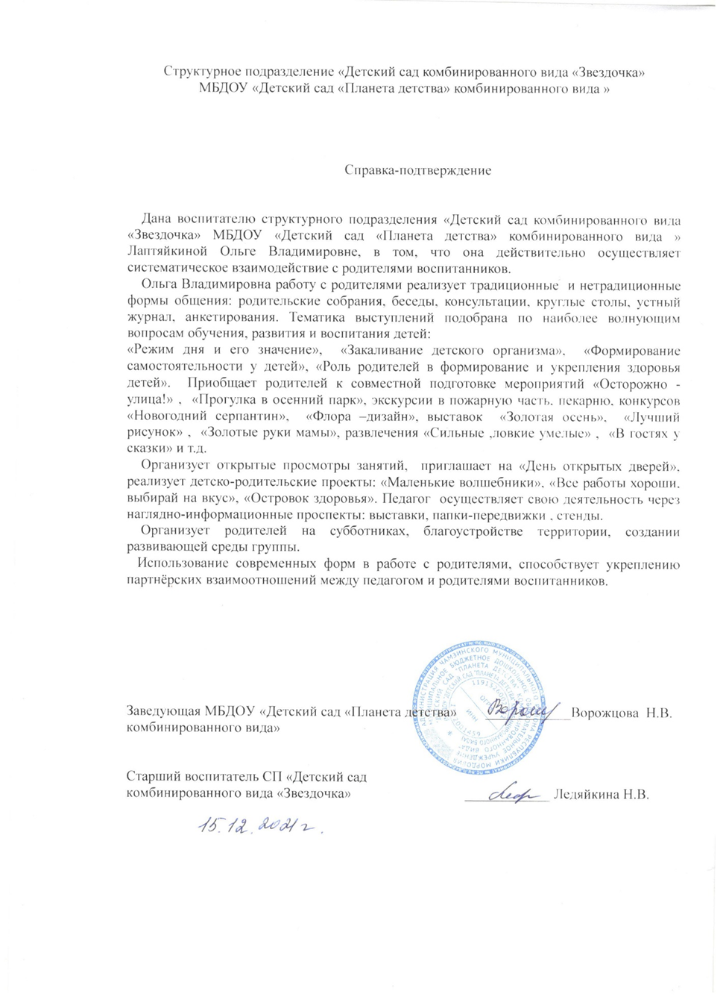 Структурное подразделение «Детский сад комбинированного вида «Звездочка»
МБДОУ «Детский сад «Планета детства» комбинированного вида »
Справка-подтверждение
Дана воспитателю структурного подразделения «Детский сад комбинированного вида
«Звездочка» МБДОУ «Детский сад «Планета детства» комбинированного вида »
Лаптяйкиной Ольге Владимировне, в том, что она действительно осуществляет
систематическое взаимодействие с родителями воспитанников.
Ольга Владимировна работу с родителями реализует традиционные и нетрадиционные
формы общения: родительские собрания, беседы, консультации, круглые столы, устный
журнал, анкетирования. Тематика выступлений подобрана по наиболее волнующим
вопросам обучения, развития и воспитания детей:
«Режим дня и его значение», «Закаливание детского организма», «Формирование
самостоятельности у детей», «Роль родителей в формирование и укрепления здоровья
детей». Приобщает родителей к совместной подготовке мероприятий «Осторожно -
улица!» , «Прогулка в осенний парк», экскурсии в пожарную часть, пекарню, конкурсов
«Новогодний серпантин», «Флора –дизайн», выставок «Золотая осень», «Лучший
рисунок» , «Золотые руки мамы», развлечения «Сильные ,ловкие умелые» , «В гостях у
сказки» и т.д.
Организует открытые просмотры занятий, приглашает на «День открытых дверей»,
реализует детско-родительские проекты: «Маленькие волшебники», «Все работы хороши,
выбирай на вкус», «Островок здоровья». Педагог осуществляет свою деятельность через
наглядно-информационные проспекты: выставки, папки-передвижки , стенды.
Организует родителей на субботниках, благоустройстве территории, создании
развивающей среды группы.
Использование современных форм в работе с родителями, способствует укреплению
партнёрских взаимоотношений между педагогом и родителями воспитанников.
Заведующая МБДОУ «Детский сад «Планета детства» ____________Ворожцова Н.В.
комбинированного вида»
Старший воспитатель СП «Детский сад
комбинированного вида «Звездочка» ____________ Ледяйкина Н.В.
15.12.2021г.